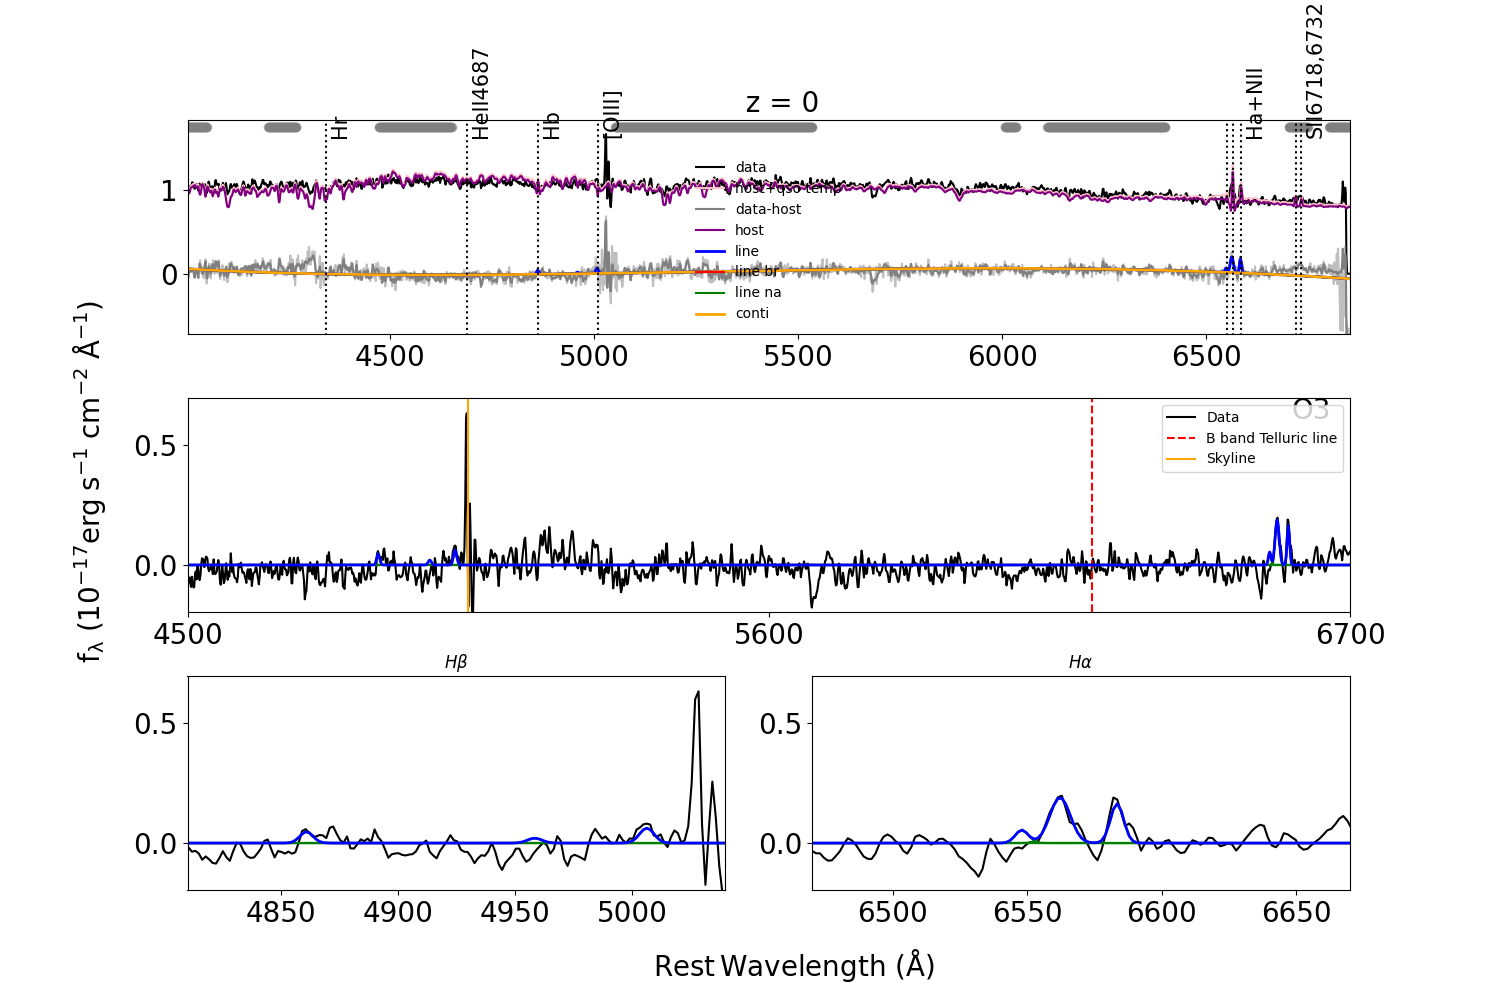 z = 0
Hr
HeII4687
Hb
[OIII]
Ha+NII
SII6718,6732
data
host+qso temp
data-host
host
line
line br
line na
conti
1
0
4500 5000 5500 6000 6500
O3
Data
B band Telluric line
Skyline
0.5
0.0
4500 5600 6700
fλ (10−17erg s−1 cm−2 Å−1)
Hβ
0.5
0.0
4850 4900 4950 5000
Hα
0.5
0.0
6500 6550 6600 6650
Rest Wavelength (Å)